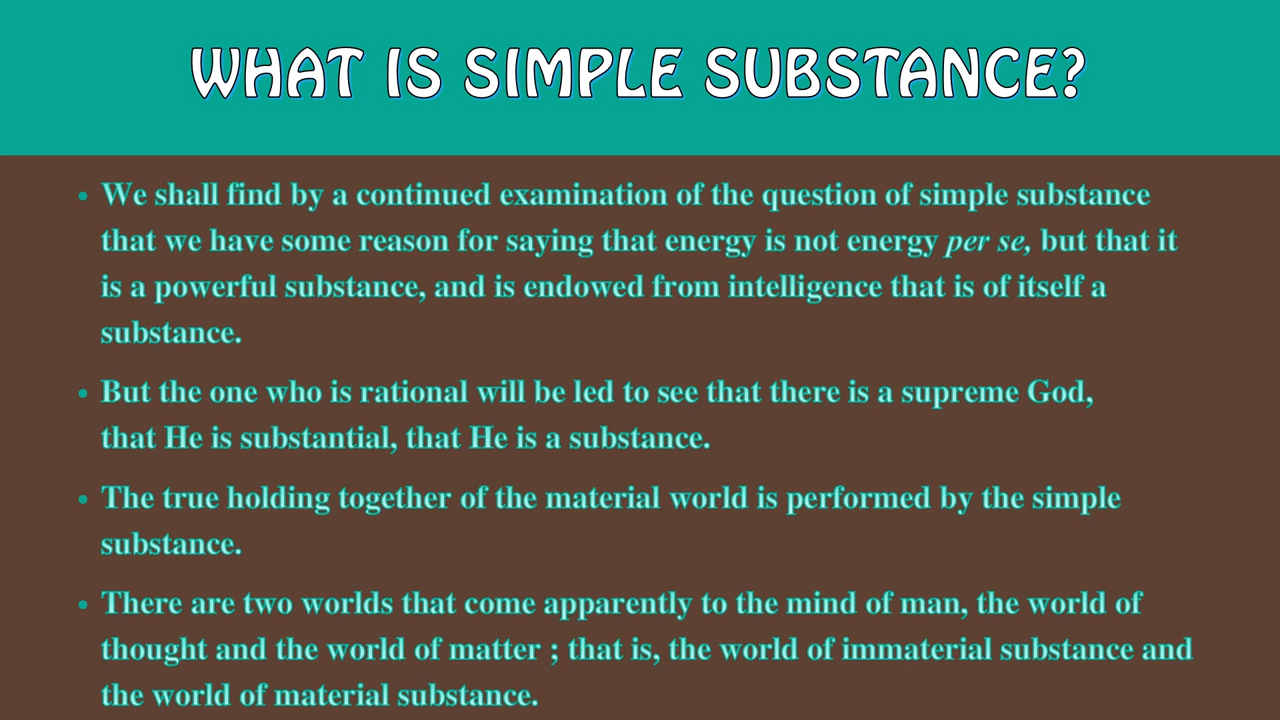 WHAT IS SIMPLE SUBSTANCE?
• We shall find by a continued examination of the question of simple substance
that we have some reason for saying that energy is not energy per se, but that it
is a powerful substance, and is endowed from intelligence that is of itself a
substance.
• But the one who is rational will be led to see that there is a supreme God,
that He is substantial, that He is a substance.
• The true holding together of the material world is performed by the simple
substance.
• There are two worlds that come apparently to the mind of man, the world of
thought and the world of matter ; that is, the world of immaterial substance and
the world of material substance.